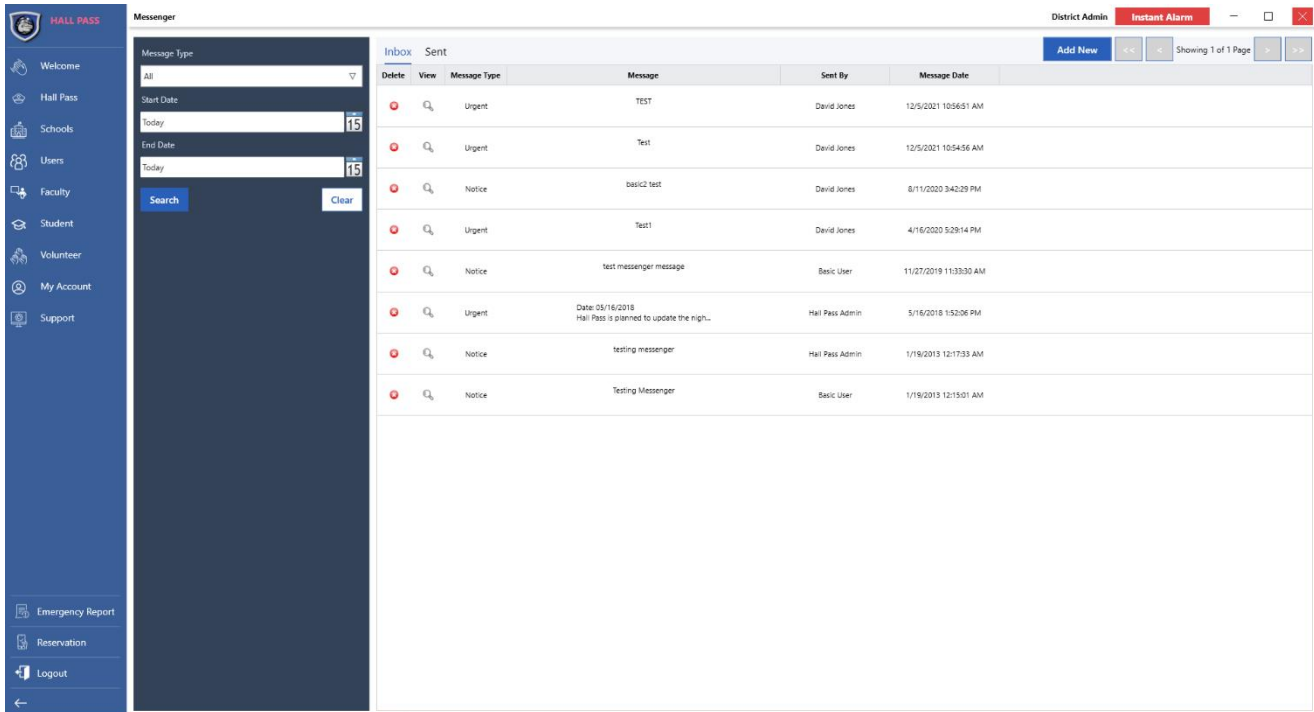 HALL PASS
Messenger
District Admin Instant Alarm
Welcome
Hall Pass
Schools
Users
Faculty
Student
Volunteer
My Account
Support
Emergency Report
Reservation
Logout
Message Type
All
Start Date
Today 15
End Date
Today 15
Search Clear
Inbox Sent
Add New << < Showing 1 of 1 Page > >>
Delete View Message Type Message Sent By Message Date
Urgent TEST David Jones 12/5/2021 10:56:51 AM
Urgent Test David Jones 12/5/2021 10:54:56 AM
Notice basic2 test David Jones 8/11/2020 3:42:29 PM
Urgent Test1 David Jones 4/16/2020 5:29:14 PM
Notice test messenger message Basic User 11/27/2019 11:33:30 AM
Urgent Date: 05/16/2018 Hall Pass Admin 5/16/2018 1:52:06 PM
Hall Pass is planned to update the nigh...
Notice testing messenger Hall Pass Admin 1/19/2013 12:17:33 AM
Notice Testing Messenger Basic User 1/19/2013 12:15:01 AM